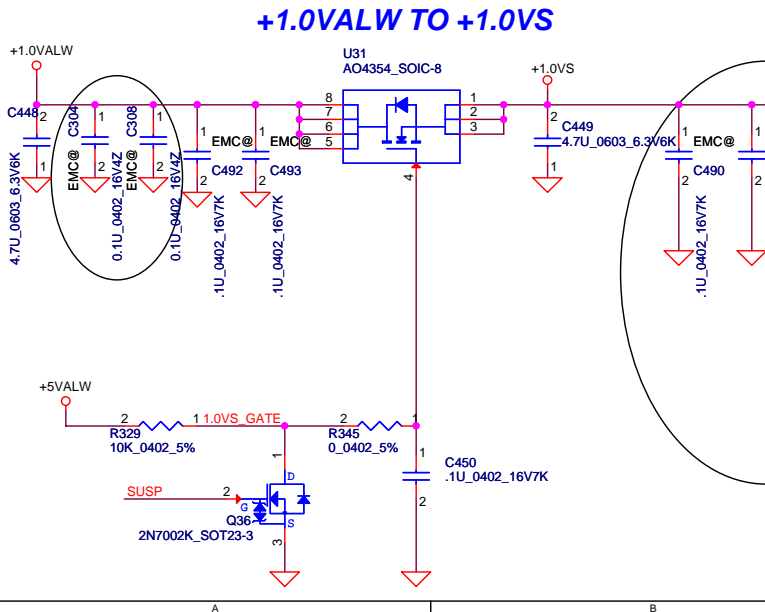 +1.0VALW TO +1.0VS
+1.0VALW
U31
AO4354_SOIC-8
+1.0VS
C448
2
1
4.7U_0603_6.3V6K
C304
1
2
EMC@
0.1U_0402_16V4Z
C308
1
2
EMC@
0.1U_0402_16V4Z
1
EMC@
2
C492
.1U_0402_16V7K
1
EMC@
2
C493
.1U_0402_16V7K
8
7
6
5
1
2
3
4
2
C449
4.7U_0603_6.3V6K
1
1
EMC@
C490
2
.1U_0402_16V7K
1
2
+5VALW
2
1
1.0VS_GATE
R329
10K_0402_5%
2
1
R345
0_0402_5%
1
C450
.1U_0402_16V7K
2
1
D
SUSP
2
G
S
Q36
2N7002K_SOT23-3
3
A
B